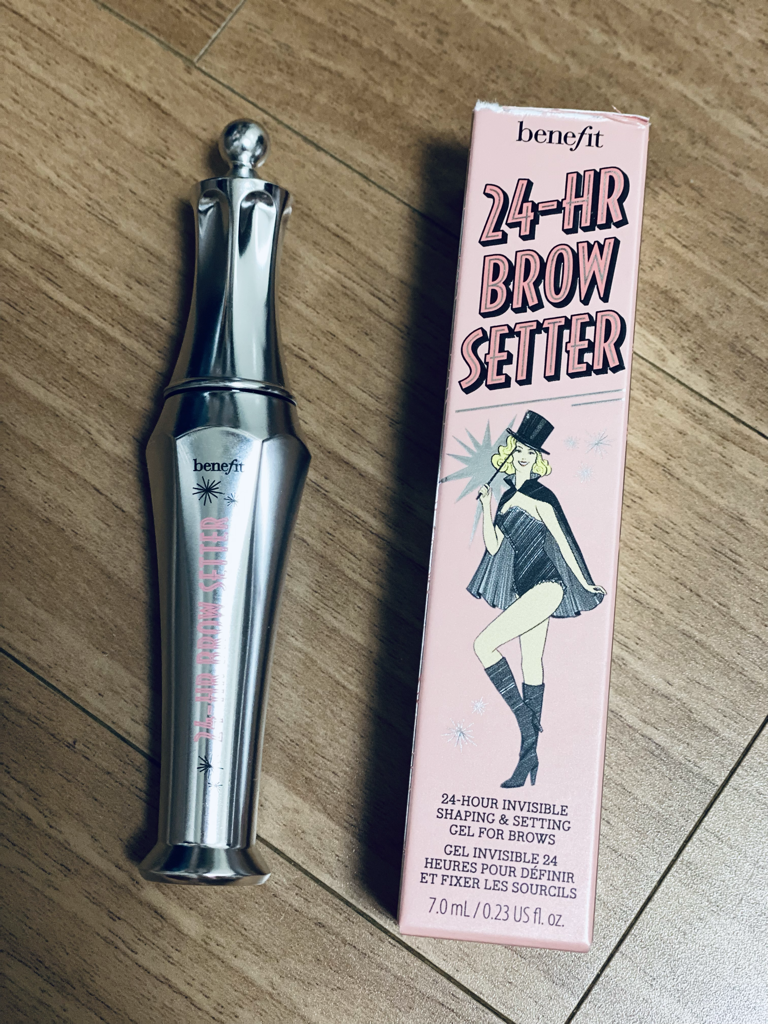 benefit
24-HR BROW SETTER
benefit
24-HR
BROW
SETTER
24-HOUR INVISIBLE
SHAPING & SETTING
GEL FOR BROWS
GEL INVISIBLE 24
HEURES POUR DÉFINIR
ET FIXER LES SOURCILS
7.0 mL / 0.23 US fl. oz.